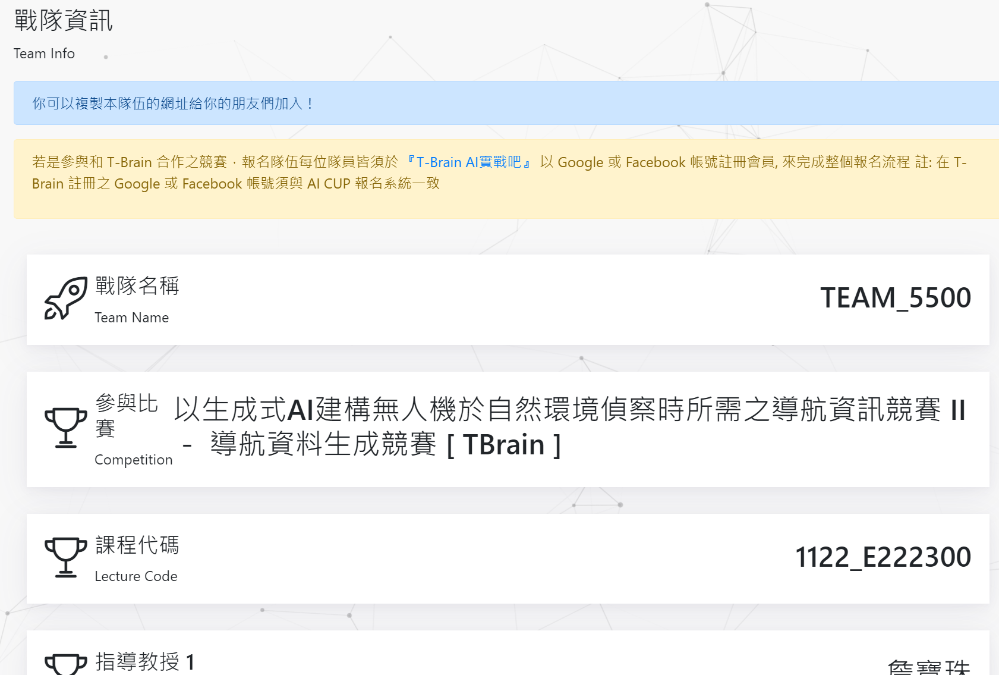 戰隊資訊
Team Info
你可以複製本隊伍的網址給你的朋友們加入！
若是參與和 T-Brain 合作之競賽，報名隊伍每位隊員皆須於 『T-Brain AI實戰吧』 以 Google 或 Facebook 帳號註冊會員, 來完成整個報名流程 註: 在 T-
Brain 註冊之 Google 或 Facebook 帳號須與 AI CUP 報名系統一致
戰隊名稱
Team Name
TEAM_5500
參與比
賽
Competition
以生成式AI建構無人機於自然環境偵察時所需之導航資訊競賽 II
- 導航資料生成競賽 [ TBrain ]
課程代碼
Lecture Code
1122_E222300
指導教授 1
詹寶珠